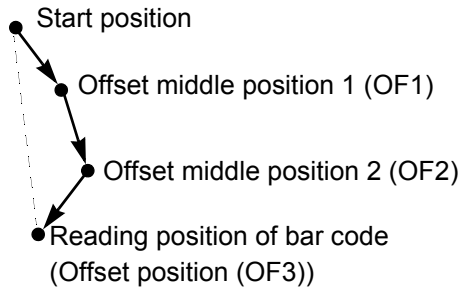 Start position
Offset middle position 1 (OF1)
Offset middle position 2 (OF2)
Reading position of bar code
(Offset position (OF3))